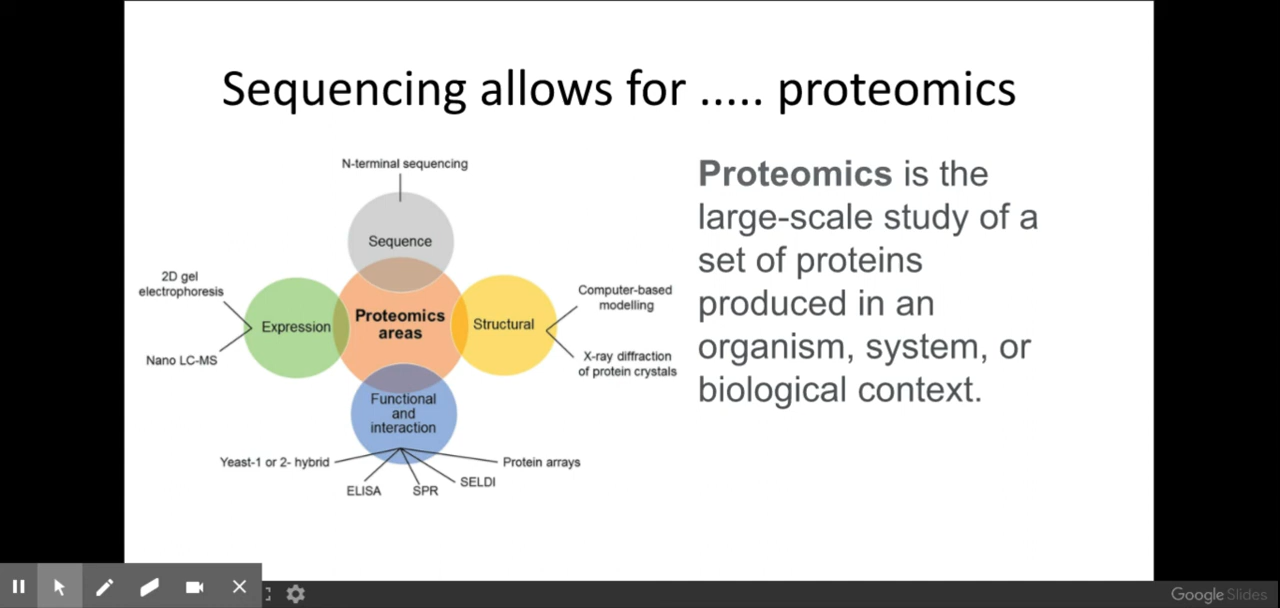 Sequencing allows for ..... proteomics
N-terminal sequencing
Sequence
2D gel
electrophoresis
Nano LC-MS
Expression
Proteomics
areas
Structural
Computer-based
modelling
X-ray diffraction
of protein crystals
Functional
and
interaction
Yeast-1 or 2- hybrid
ELISA
SPR
SELDI
Protein arrays
Proteomics is the
large-scale study of a
set of proteins
produced in an
organism, system, or
biological context.
Google Slides